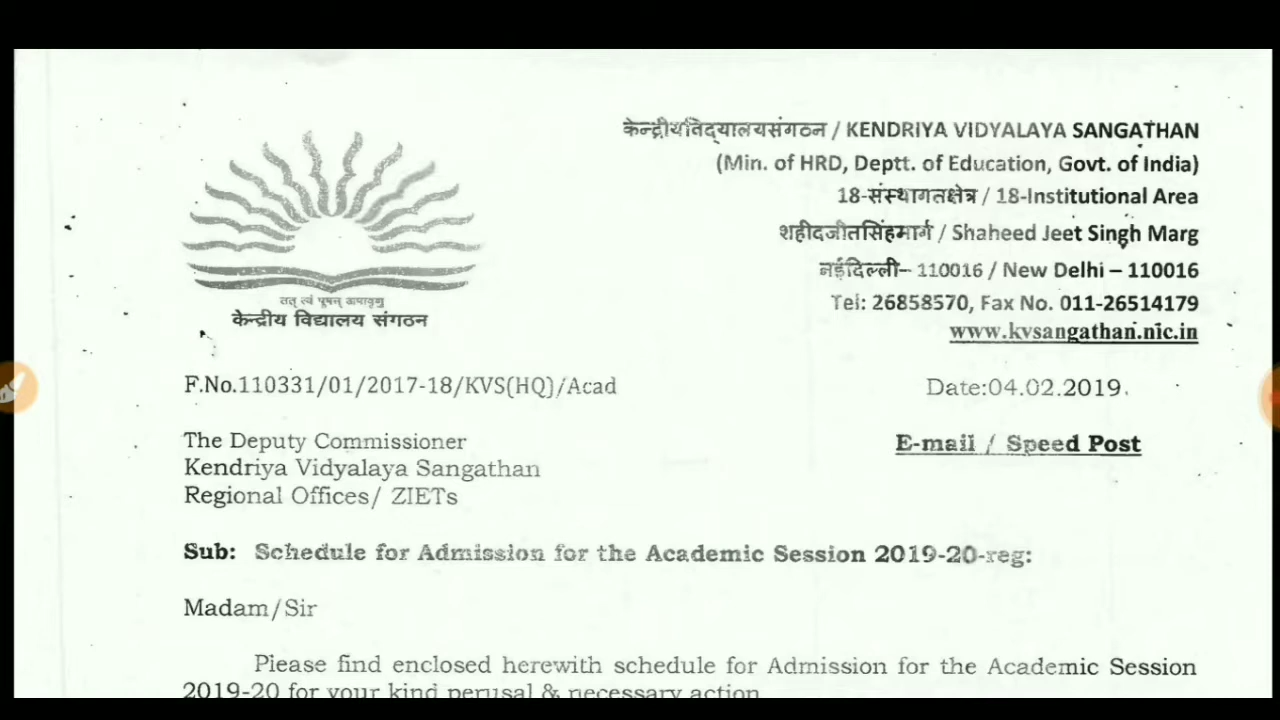 केन्द्रीयविद्यालयसंगठन / KENDRIYA VIDYALAYA SANGATHAN
(Min. of HRD, Deptt. of Education, Govt. of India)
18-संस्थागतक्षेत्र / 18-Institutional Area
शहीदजीतसिंहमार्ग / Shaheed Jeet Singh Marg
नईदिल्ली– 110016 / New Delhi – 110016
Tel: 26858570, Fax No. 011-26514179
www.kvsangathan.nic.in
तत् त्वं पूषन् अपावृणु
केन्द्रीय विद्यालय संगठन
F.No.110331/01/2017-18/KVS(HQ)/Acad
Date:04.02.2019.
The Deputy Commissioner
E-mail / Speed Post
Kendriya Vidyalaya Sangathan
Regional Offices/ ZIETs
Sub: Schedule for Admission for the Academic Session 2019-20-reg:
Madam/Sir
Please find enclosed herewith schedule for Admission for the Academic Session
2019-20 for your kind perusal & necessary action